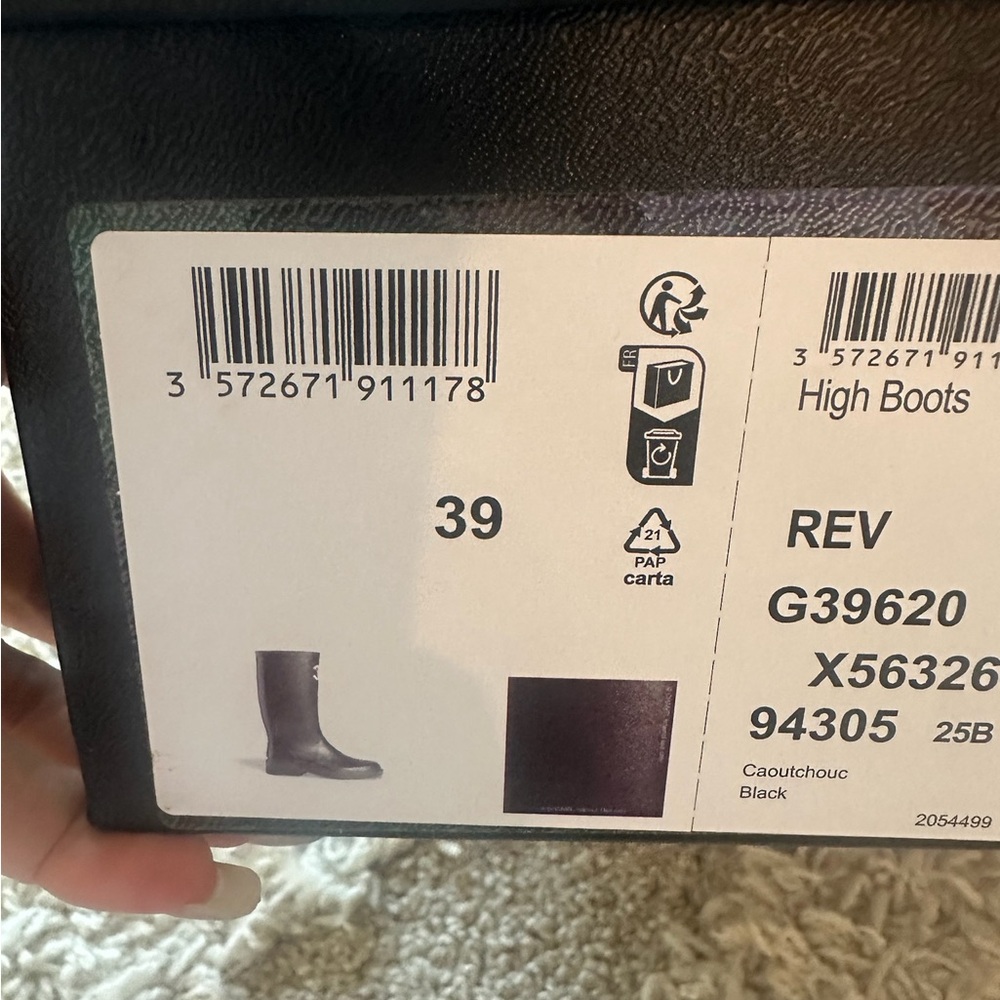 3 572671 911178
FR
39
21
PAP
carta
3 572671 911
High Boots
REV
G39620
X56326
94305 25B
Caoutchouc
Black
2054499